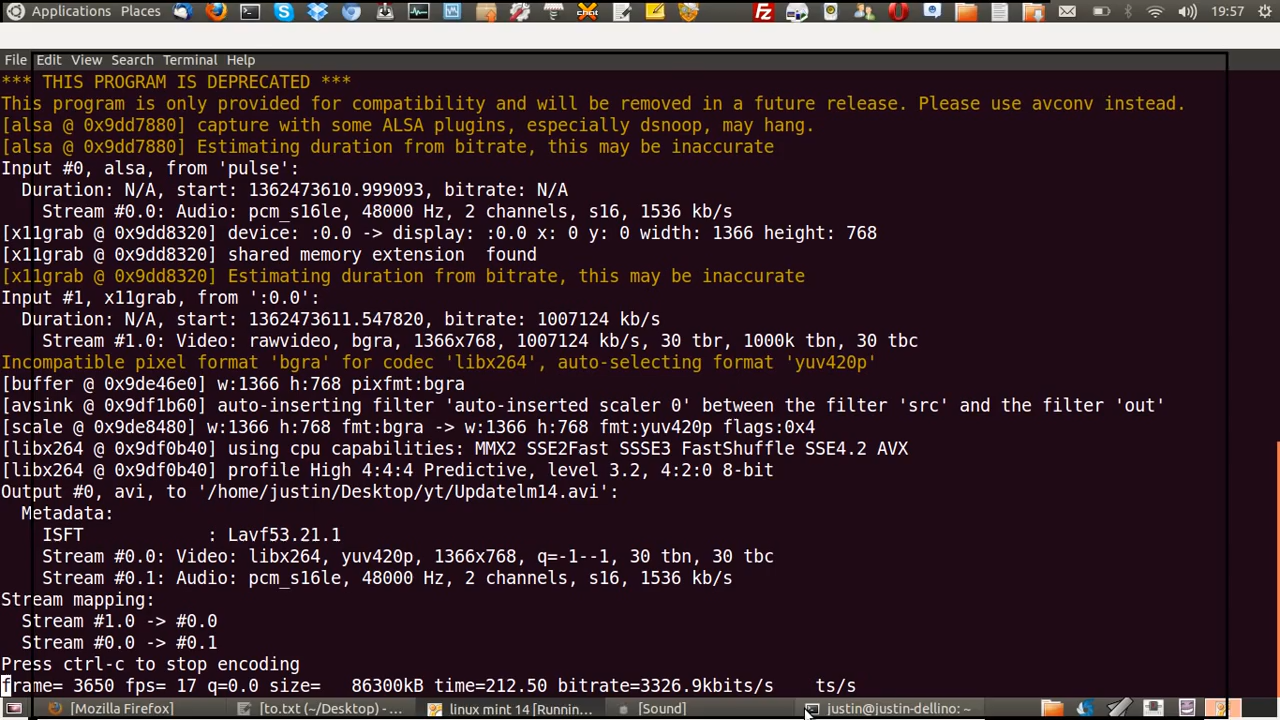 Applications Places 19:57
File Edit View Search Terminal Help
*** THIS PROGRAM IS DEPRECATED ***
This program is only provided for compatibility and will be removed in a future release. Please use avconv instead.
[alsa @ 0x9dd7880] capture with some ALSA plugins, especially dsnoop, may hang.
[alsa @ 0x9dd7880] Estimating duration from bitrate, this may be inaccurate
Input #0, alsa, from 'pulse':
  Duration: N/A, start: 1362473610.999093, bitrate: N/A
    Stream #0.0: Audio: pcm_s16le, 48000 Hz, 2 channels, s16, 1536 kb/s
[x11grab @ 0x9dd8320] device: :0.0 -> display: :0.0 x: 0 y: 0 width: 1366 height: 768
[x11grab @ 0x9dd8320] shared memory extension  found
[x11grab @ 0x9dd8320] Estimating duration from bitrate, this may be inaccurate
Input #1, x11grab, from ':0.0':
  Duration: N/A, start: 1362473611.547820, bitrate: 1007124 kb/s
    Stream #1.0: Video: rawvideo, bgra, 1366x768, 1007124 kb/s, 30 tbr, 1000k tbn, 30 tbc
Incompatible pixel format 'bgra' for codec 'libx264', auto-selecting format 'yuv420p'
[buffer @ 0x9de46e0] w:1366 h:768 pixfmt:bgra
[avsink @ 0x9df1b60] auto-inserting filter 'auto-inserted scaler 0' between the filter 'src' and the filter 'out'
[scale @ 0x9de8480] w:1366 h:768 fmt:bgra -> w:1366 h:768 fmt:yuv420p flags:0x4
[libx264 @ 0x9df0b40] using cpu capabilities: MMX2 SSE2Fast SSSE3 FastShuffle SSE4.2 AVX
[libx264 @ 0x9df0b40] profile High 4:4:4 Predictive, level 3.2, 4:2:0 8-bit
Output #0, avi, to '/home/justin/Desktop/yt/Updatelm14.avi':
  Metadata:
    ISFT            : Lavf53.21.1
    Stream #0.0: Video: libx264, yuv420p, 1366x768, q=-1--1, 30 tbn, 30 tbc
    Stream #0.1: Audio: pcm_s16le, 48000 Hz, 2 channels, s16, 1536 kb/s
Stream mapping:
  Stream #1.0 -> #0.0
  Stream #0.0 -> #0.1
Press ctrl-c to stop encoding
frame= 3650 fps= 17 q=0.0 size=   86300kB time=212.50 bitrate=3326.9kbits/s    ts/s
[Mozilla Firefox] [to.txt (~/Desktop) - ... linux mint 14 [Runnin... [Sound] justin@justin-dellino: ~